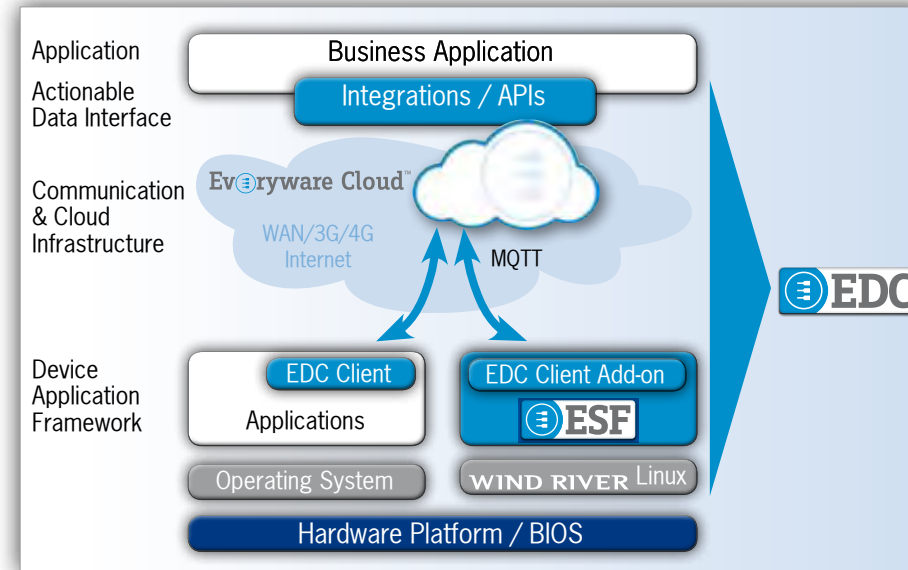 Application
Business Application
Actionable
Data Interface
Integrations / APIs
Everyware Cloud™
Communication
& Cloud
Infrastructure
WAN/3G/4G
Internet
MQTT
EDC
Device
Application
Framework
EDC Client
Applications
EDC Client Add-on
ESF
Operating System
WIND RIVER Linux
Hardware Platform / BIOS